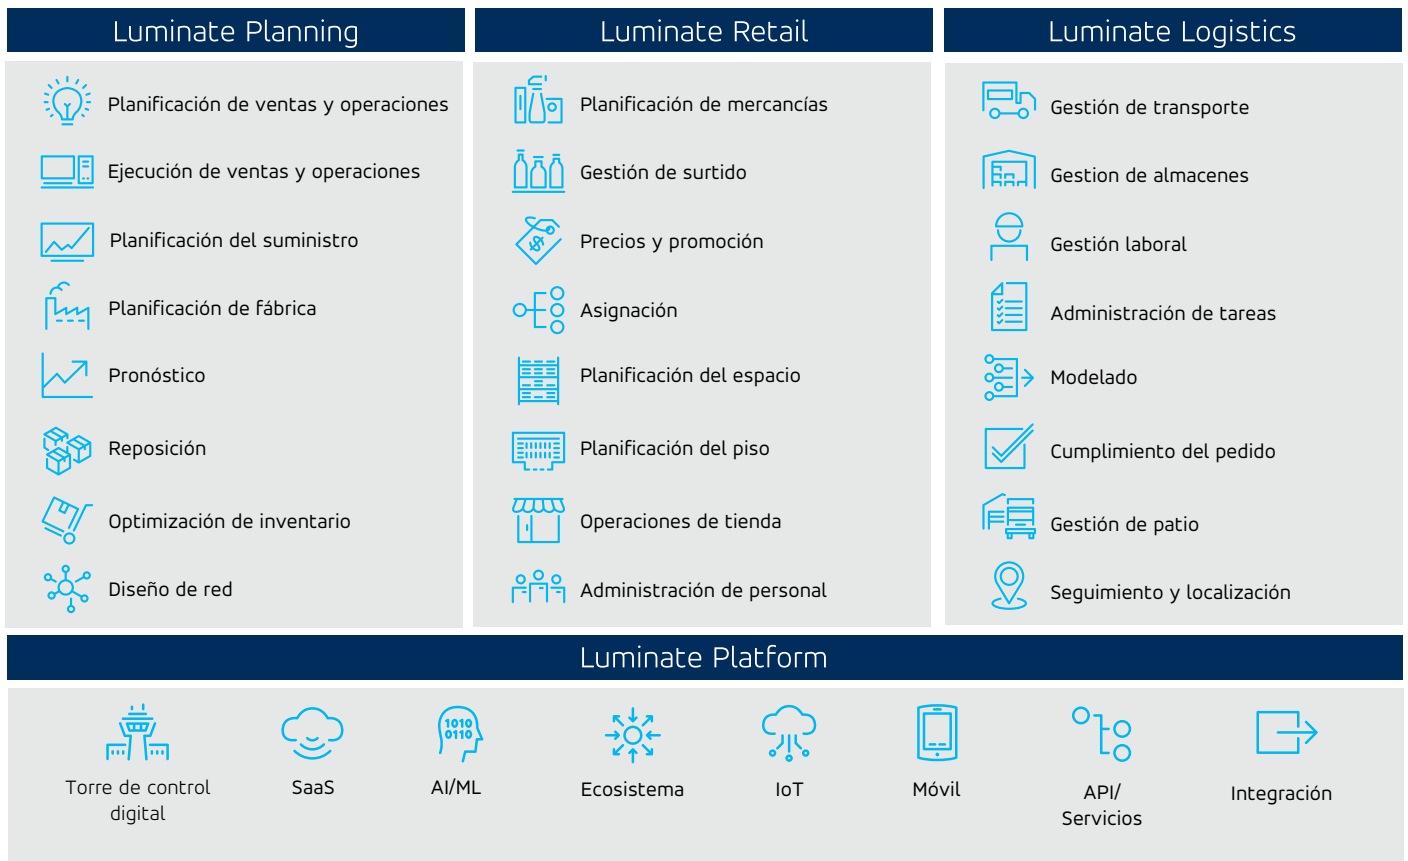 Luminate Planning
Planificación de ventas y operaciones
Ejecución de ventas y operaciones
Planificación del suministro
Planificación de fábrica
Pronóstico
Reposición
Optimización de inventario
Diseño de red
Luminate Retail
Planificación de mercancías
Gestión de surtido
$
Precios y promoción
Asignación
Planificación del espacio
Planificación del piso
Operaciones de tienda
Administración de personal
Luminate Logistics
Gestión de transporte
Gestion de almacenes
Gestión laboral
Administración de tareas
Modelado
Cumplimiento del pedido
Gestión de patio
Seguimiento y localización
Luminate Platform
Torre de control
digital
SaaS
1010
0110
AI/ML
Ecosistema
IoT
Móvil
API/
Servicios
Integración